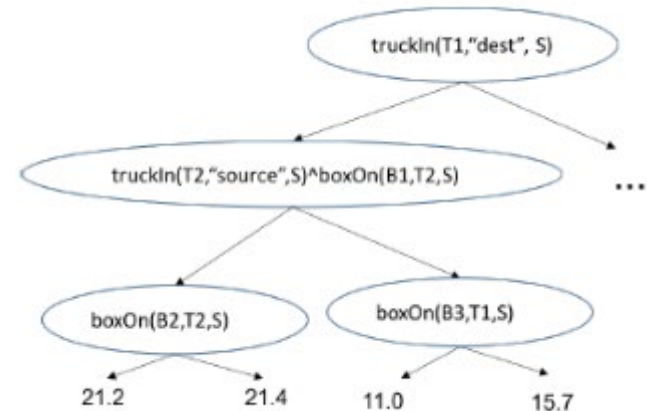 truckIn(T1,“dest”, S)
truckIn(T2,“source”,S)^boxOn(B1,T2,S)
...
boxOn(B2,T2,S)
boxOn(B3,T1,S)
21.2
21.4
11.0
15.7